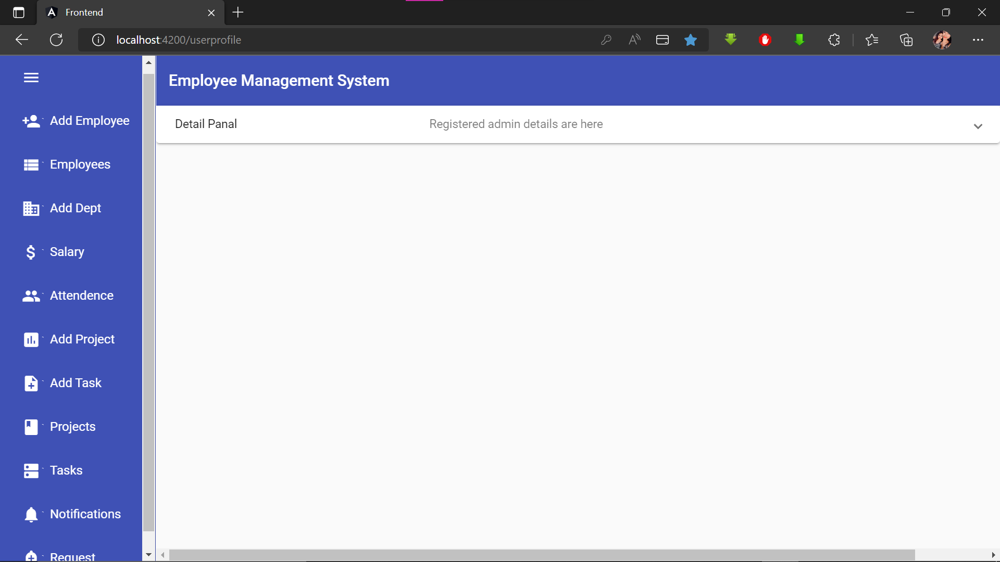 Frontend
localhost:4200/userprofile
Employee Management System
Add Employee
Employees
Add Dept
Salary
Attendence
Add Project
Add Task
Projects
Tasks
Notifications
Request
Detail Panal
Registered admin details are here